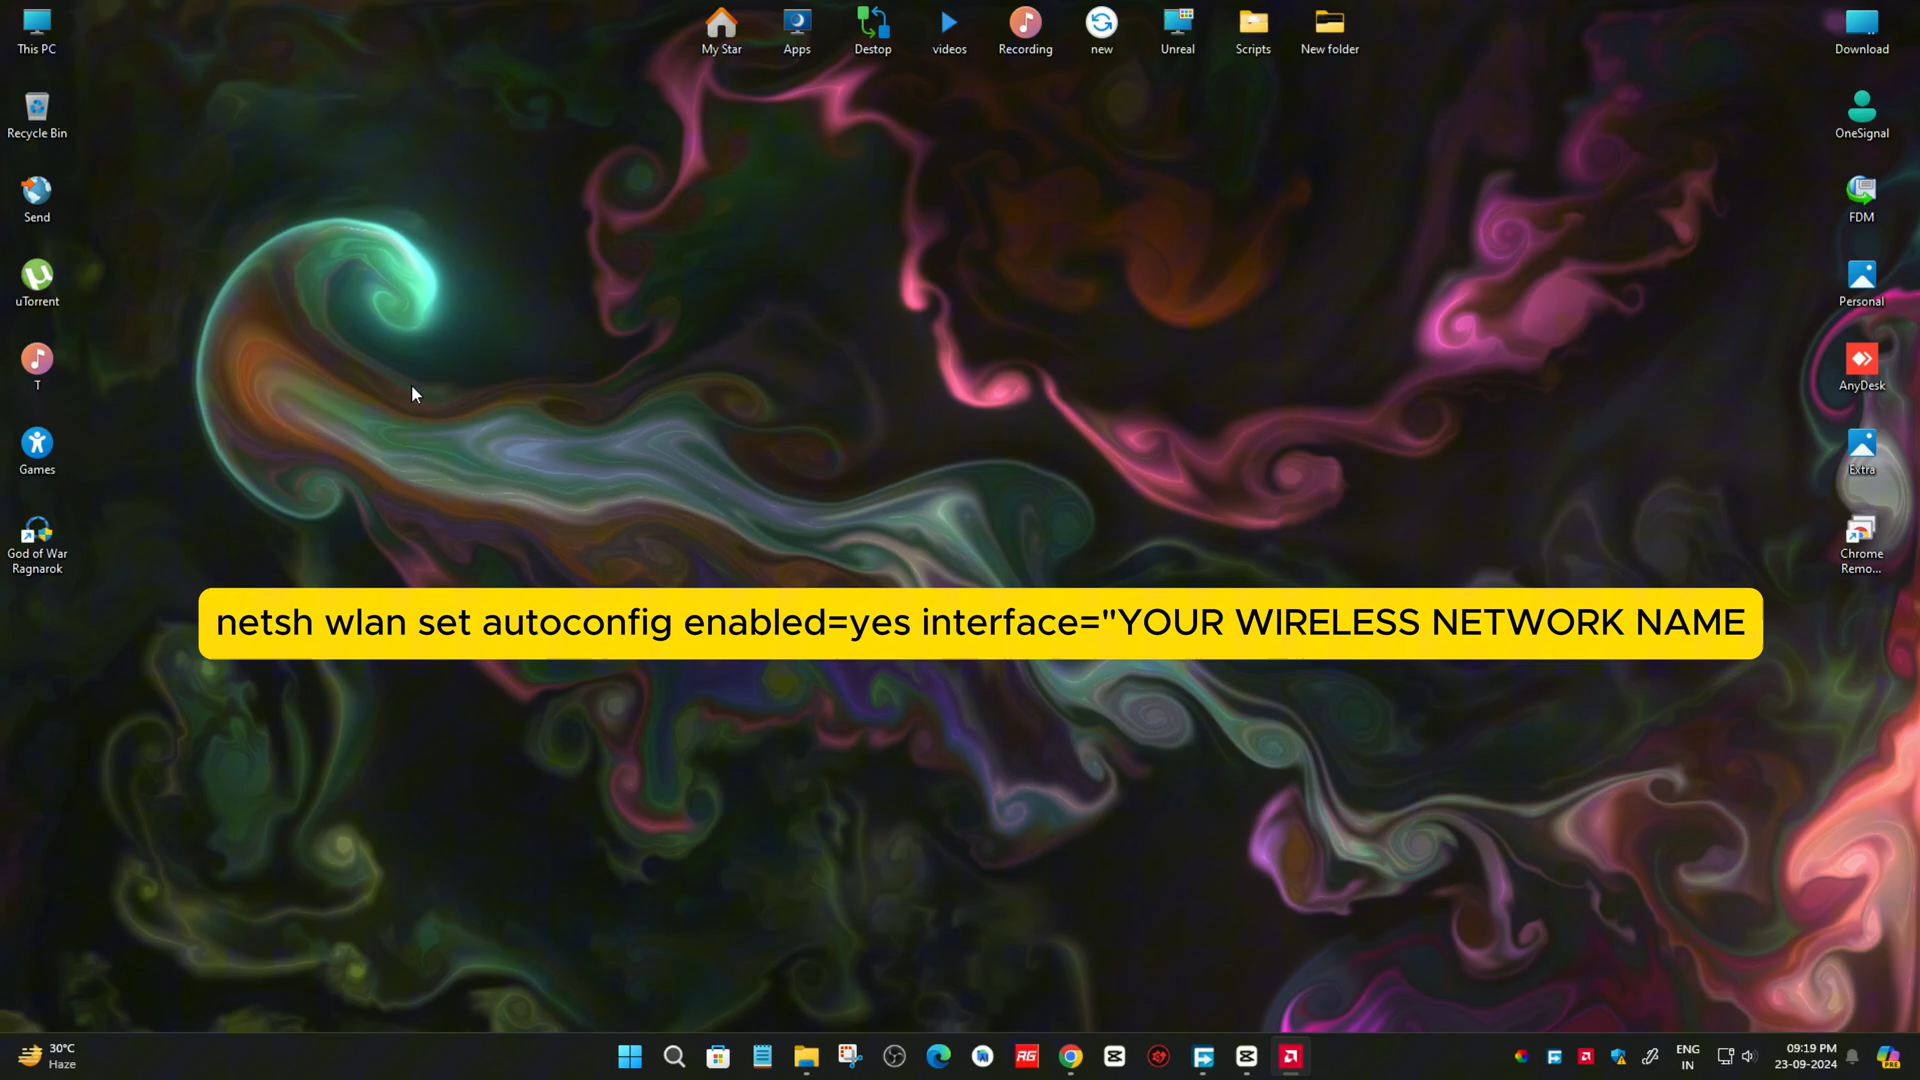 This PC
Recycle Bin
Send
uTorrent
T
Games
God of War
Ragnarok
My Star
Apps
Destop
videos
Recording
new
Unreal
Scripts
New folder
Download
OneSignal
FDM
Personal
AnyDesk
Extra
Chrome
Remo...
netsh wlan set autoconfig enabled=yes interface="YOUR WIRELESS NETWORK NAME
30°C
Haze
RG
ENG
IN
09:19 PM
23-09-2024
PRE